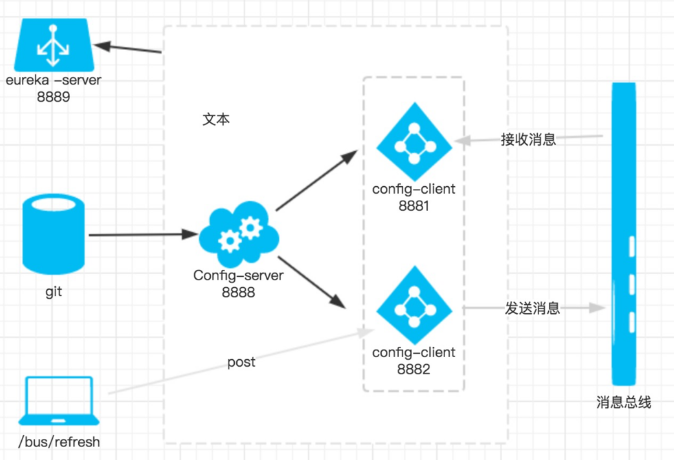 eureka -server
8889
文本
接收消息
config-client
8881
git
Config-server
8888
发送消息
config-client
8882
post
/bus/refresh
消息总线